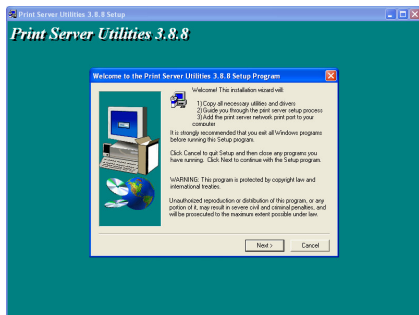 Print Server Utilities 3.8.8 Setup
Print Server Utilities 3.8.8
Welcome to the Print Server Utilities 3.8.8 Setup Program
Welcome! This installation wizard will:
1) Copy all necessary utilities and drivers
2) Guide you through the print server setup process
3) Add the print server network print port to your
computer
It is strongly recommended that you exit all Windows programs
before running this Setup program.
Click Cancel to quit Setup and then close any programs you
have running. Click Next to continue with the Setup program.
WARNING: This program is protected by copyright law and
international treaties.
Unauthorized reproduction or distribution of this program, or any
portion of it, may result in severe civil and criminal penalties, and
will be prosecuted to the maximum extent possible under law.
Next >
Cancel